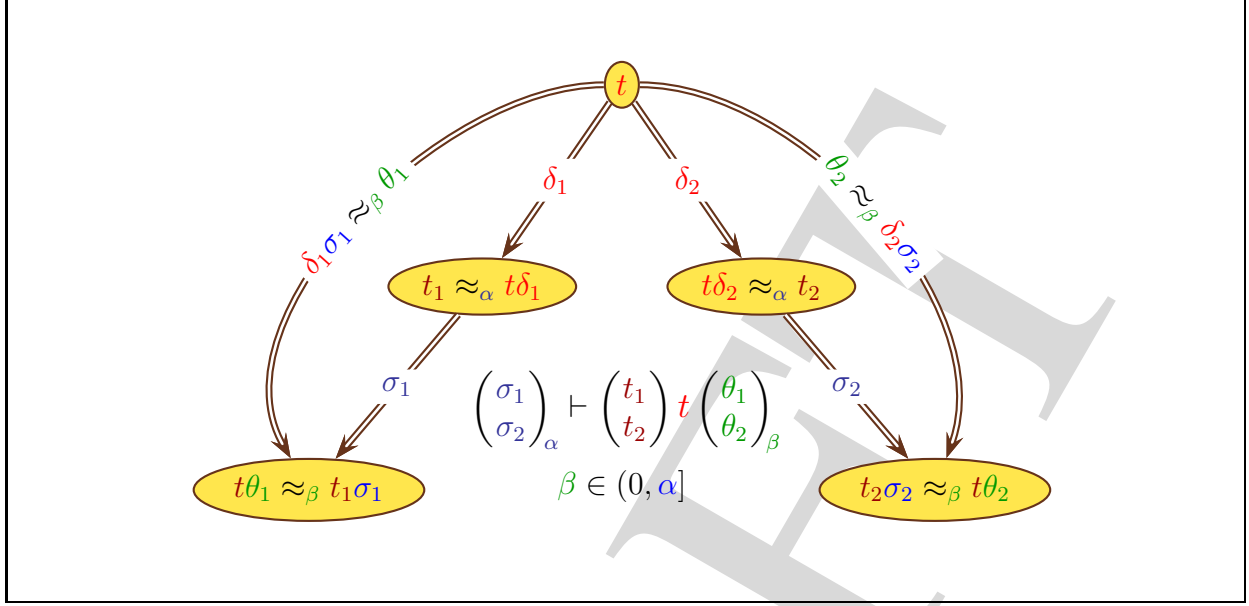 t
δ₁σ₁ ≈_β θ₁
δ₁
δ₂
θ₂ ≈_β δ₂σ₂
t₁ ≈_α tδ₁
tδ₂ ≈_α t₂
σ₁
(σ₁ σ₂)_α ⊢ (t₁ t₂) t (θ₁ θ₂)_β
σ₂
β ∈ (0, α]
tθ₁ ≈_β t₁σ₁
t₂σ₂ ≈_β tθ₂